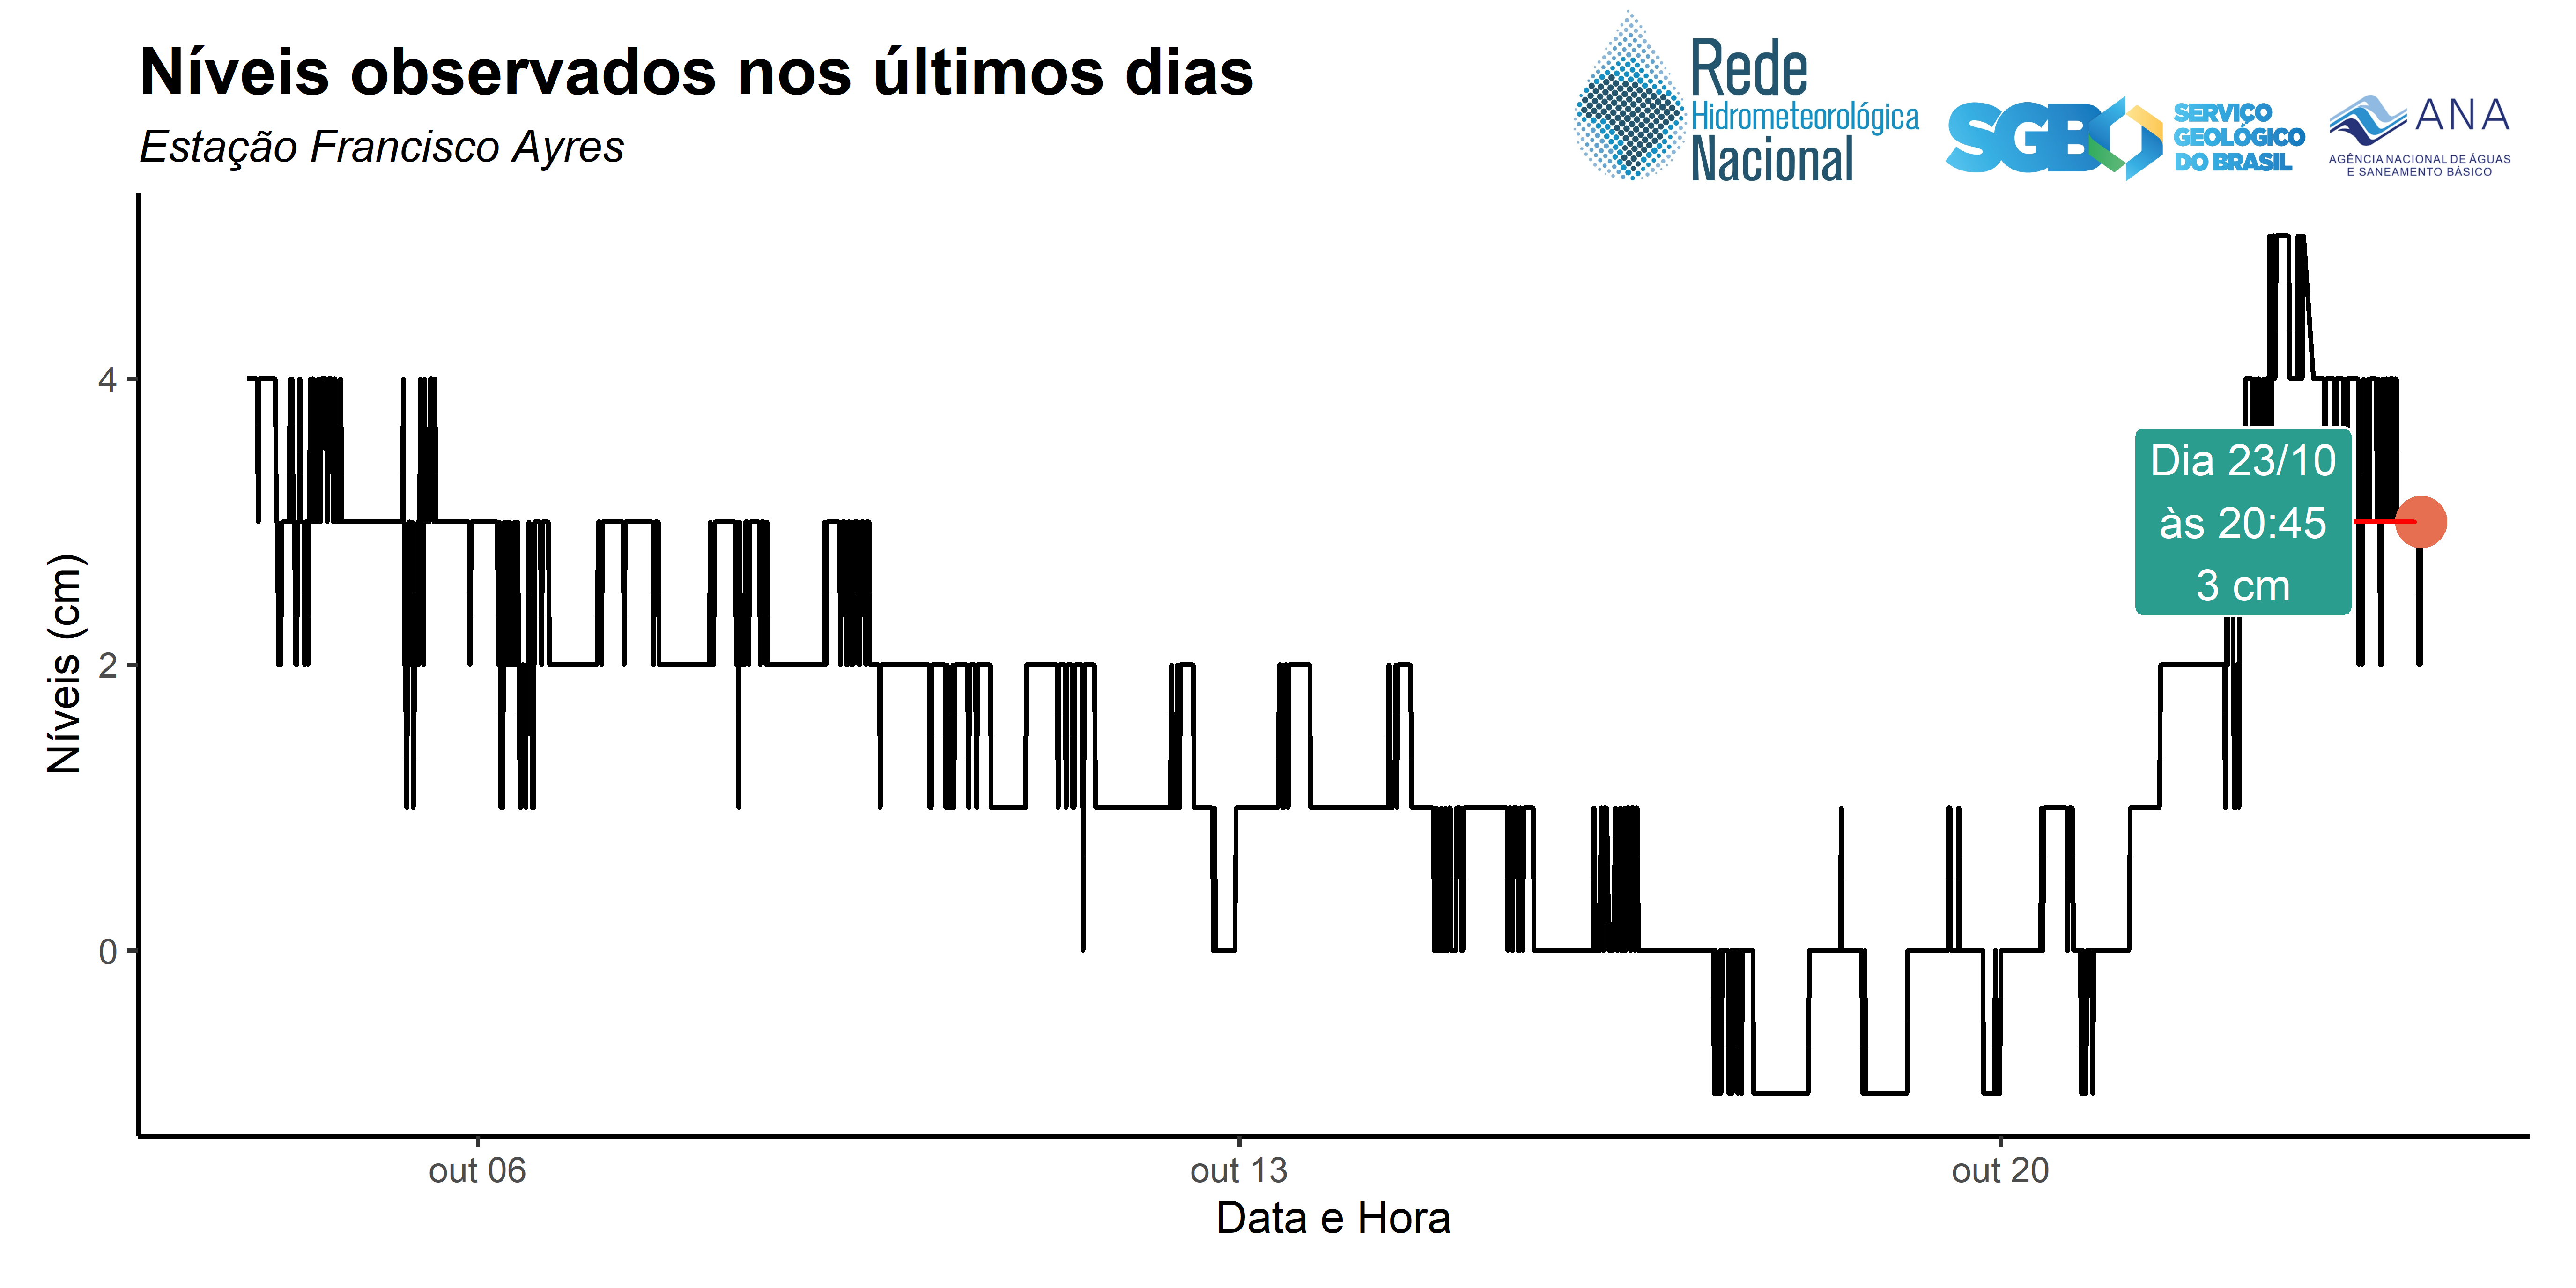 Níveis observados nos últimos dias
Estação Francisco Ayres
Rede
Hidrometeorológica
Nacional
SGB
SERVIÇO
GEOLÓGICO
DO BRASIL
ANA
AGÊNCIA NACIONAL DE ÁGUAS
E SANEAMENTO BÁSICO
Níveis (cm)
4
2
0
Dia 23/10
às 20:45
3 cm
out 06
out 13
out 20
Data e Hora